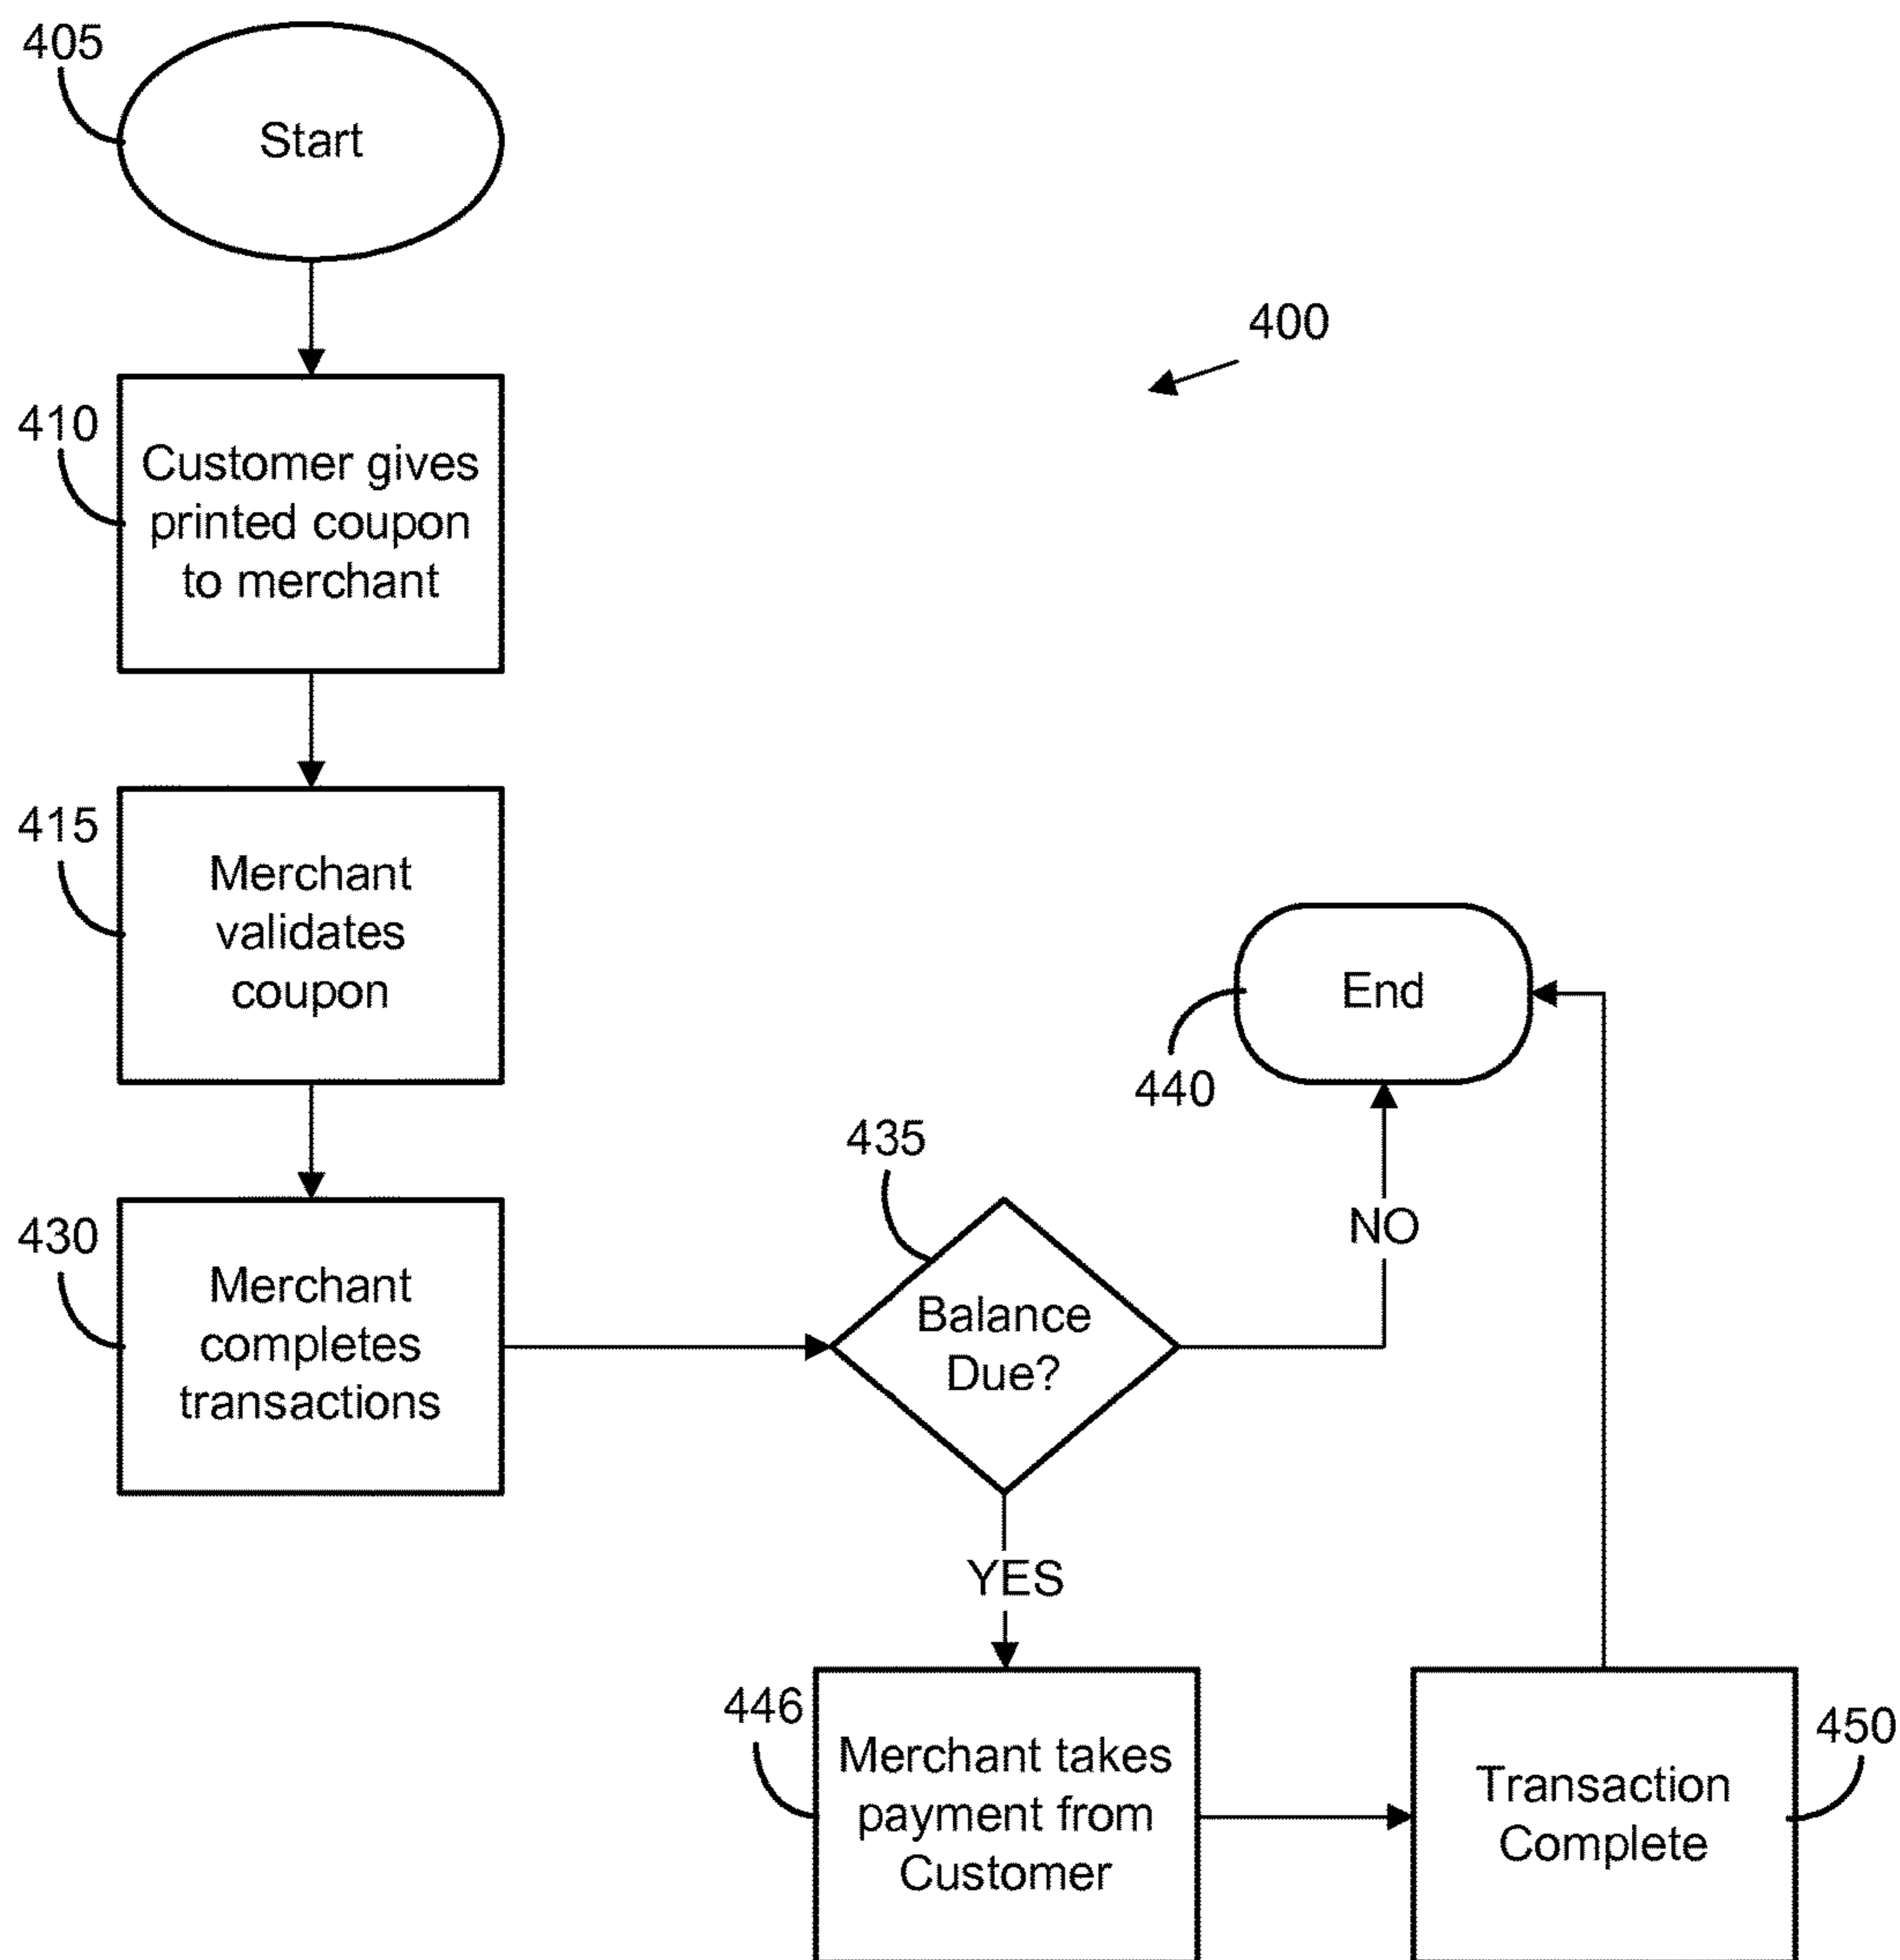 405
Start
400
410
Customer gives
printed coupon
to merchant
415
Merchant
validates
coupon
End
440
435
430
Merchant
completes
transactions
Balance
Due?
NO
YES
446
Merchant takes
payment from
Customer
450
Transaction
Complete